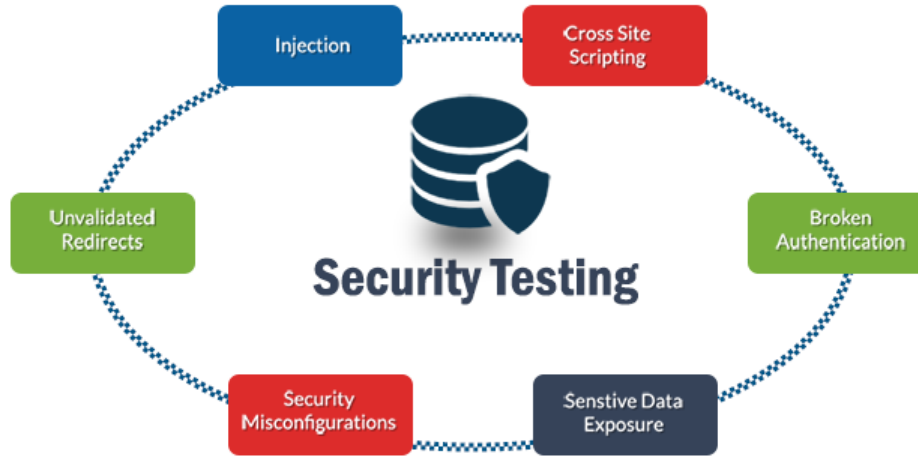 Injection
Cross Site
Scripting
Unvalidated
Redirects
Broken
Authentication
Security Testing
Security
Misconfigurations
Senstive Data
Exposure